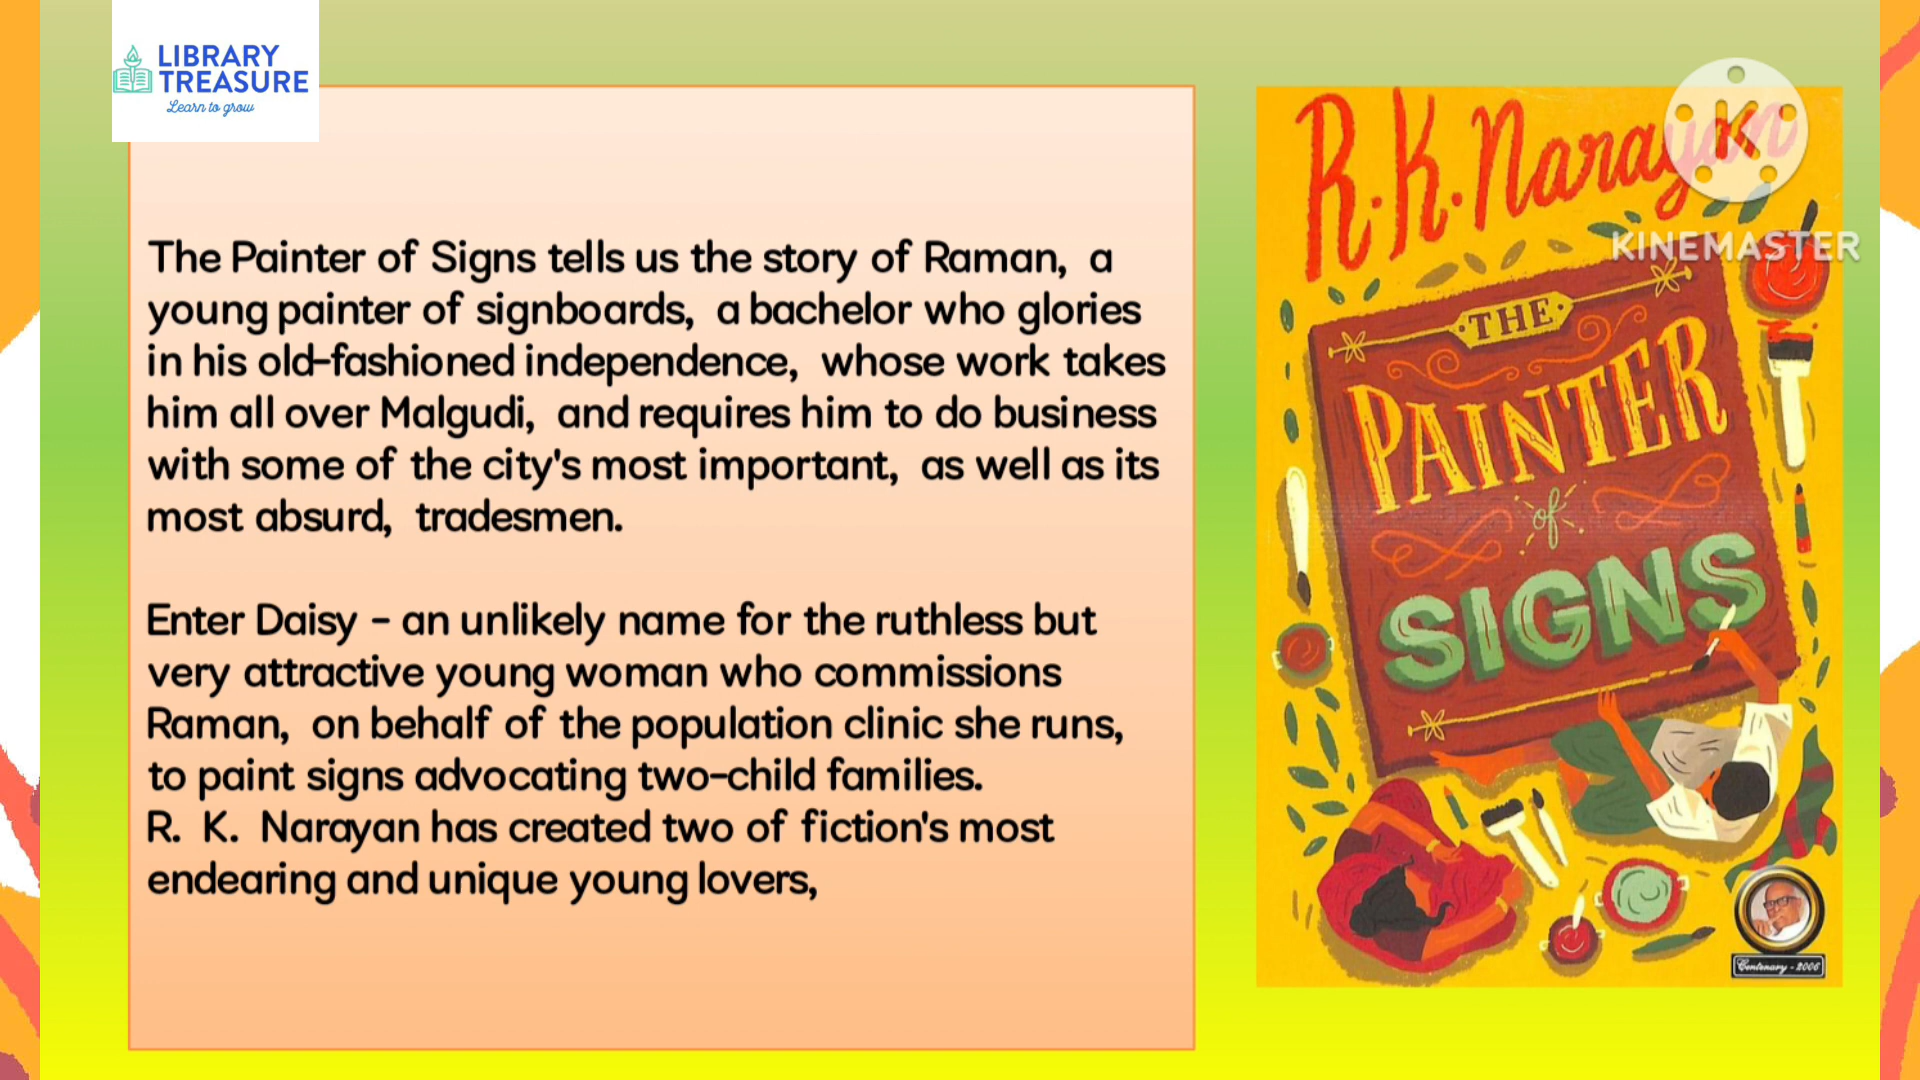 LIBRARY
TREASURE
Learn to grow
The Painter of Signs tells us the story of Raman, a
young painter of signboards, a bachelor who glories
in his old-fashioned independence, whose work takes
him all over Malgudi, and requires him to do business
with some of the city's most important, as well as its
most absurd, tradesmen.
Enter Daisy - an unlikely name for the ruthless but
very attractive young woman who commissions
Raman, on behalf of the population clinic she runs,
to paint signs advocating two-child families.
R. K. Narayan has created two of fiction's most
endearing and unique young lovers,
R.K. Narayan
K
KINEMASTER
THE
PAINTER
of
SIGNS
Centenary - 2006